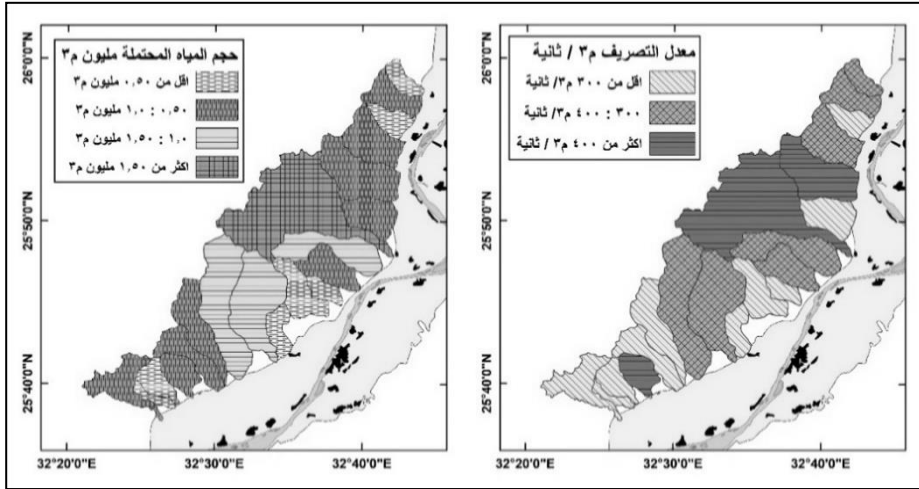 حجم المياه المحتملة مليون م٣
اقل من ٠,٥٠ مليون م٣
٠,٥٠ : ١,٠ مليون م٣
١,٠ : ١,٥٠ مليون م٣
اكثر من ١,٥٠ مليون م٣
26°0'0"N
25°50'0"N
25°40'0"N
32°20'0"E
32°30'0"E
32°40'0"E
معدل التصريف م٣ / ثانية
اقل من ٣٠٠ م٣/ ثانية
٣٠٠ : ٤٠٠ م٣/ ثانية
اكثر من ٤٠٠ م٣ / ثانية
26°0'0"N
25°50'0"N
25°40'0"N
32°20'0"E
32°30'0"E
32°40'0"E